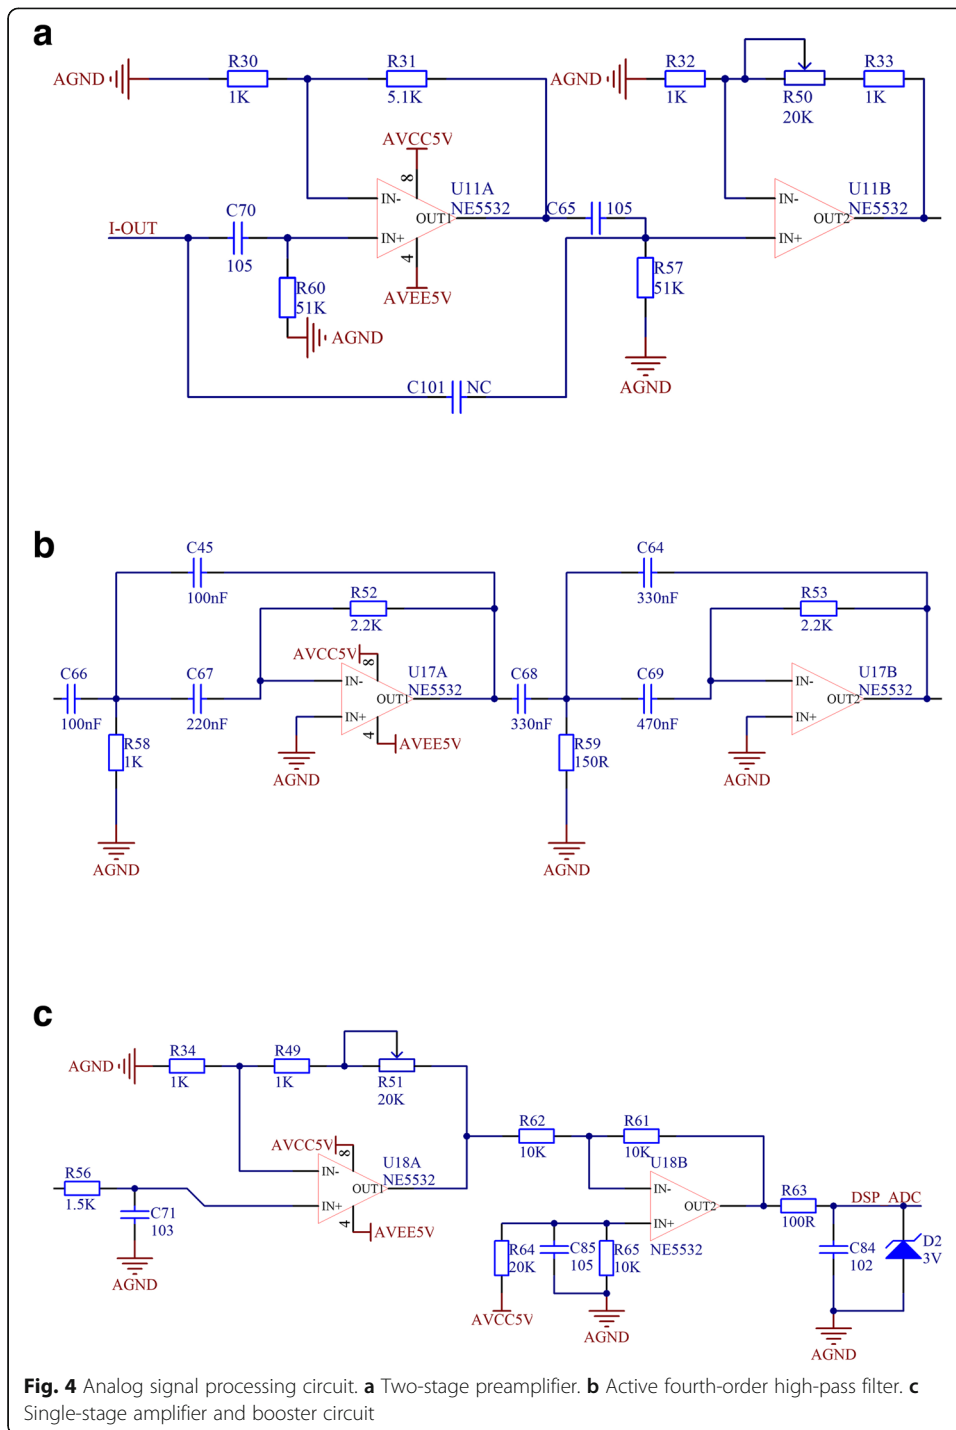 a
R30
R31
R32
R33
AGND
AGND
1K
5.1K
1K
R50
1K
20K
AVCC5V
8
U11A
NE5532
U11B
NE5532
IN-
OUT1
IN-
OUT2
C70
C65
105
I-OUT
IN+
IN+
105
4
R57
51K
R60
51K
AVEE5V
AGND
C101
NC
AGND
b
C45
C64
100nF
330nF
R52
R53
2.2K
2.2K
AVCC5V
8
C66
C67
U17A
NE5532
C68
C69
U17B
NE5532
IN-
OUT1
IN-
OUT2
100nF
220nF
IN+
330nF
470nF
IN+
R58
1K
4
AVEE5V
R59
150R
AGND
AGND
AGND
AGND
c
R34
R49
AGND
1K
1K
R51
20K
R62
R61
AVCC5V
8
10K
10K
U18A
NE5532
U18B
R56
IN-
OUT1
IN-
1.5K
IN+
OUT2
R63
DSP_ADC
C71
103
4
AVEE5V
IN+
100R
NE5532
R64
20K
C85
105
R65
10K
C84
102
D2
3V
AGND
AVCC5V
AGND
AGND
Fig. 4 Analog signal processing circuit. a Two-stage preamplifier. b Active fourth-order high-pass filter. c
Single-stage amplifier and booster circuit